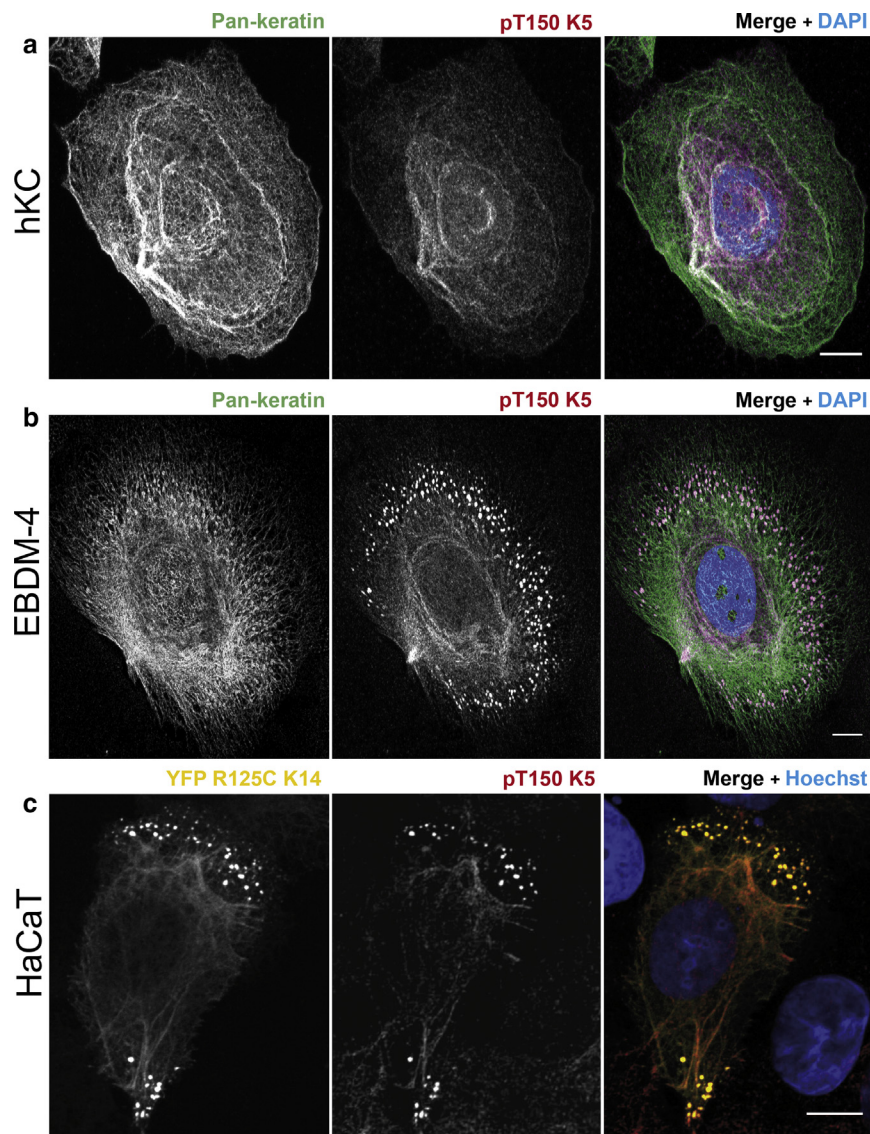 Pan-keratin pT150 K5 Merge + DAPI
a
hKC
Pan-keratin pT150 K5 Merge + DAPI
b
EBDM-4
YFP R125C K14 pT150 K5 Merge + Hoechst
c
HaCaT